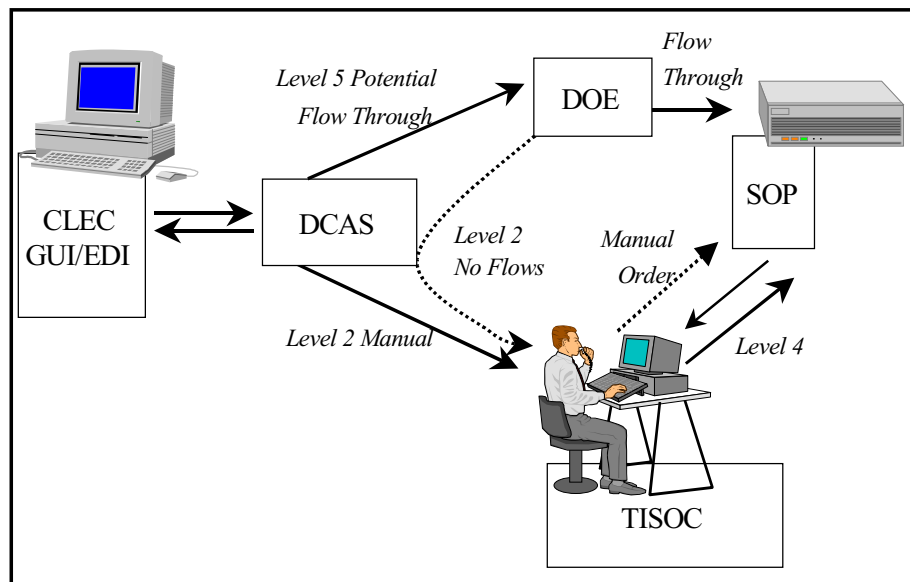 Flow
Through
Level 5 Potential
Flow Through
DOE
SOP
CLEC
GUI/EDI
DCAS
Level 2
No Flows
Manual
Order
Level 2 Manual
Level 4
TISOC